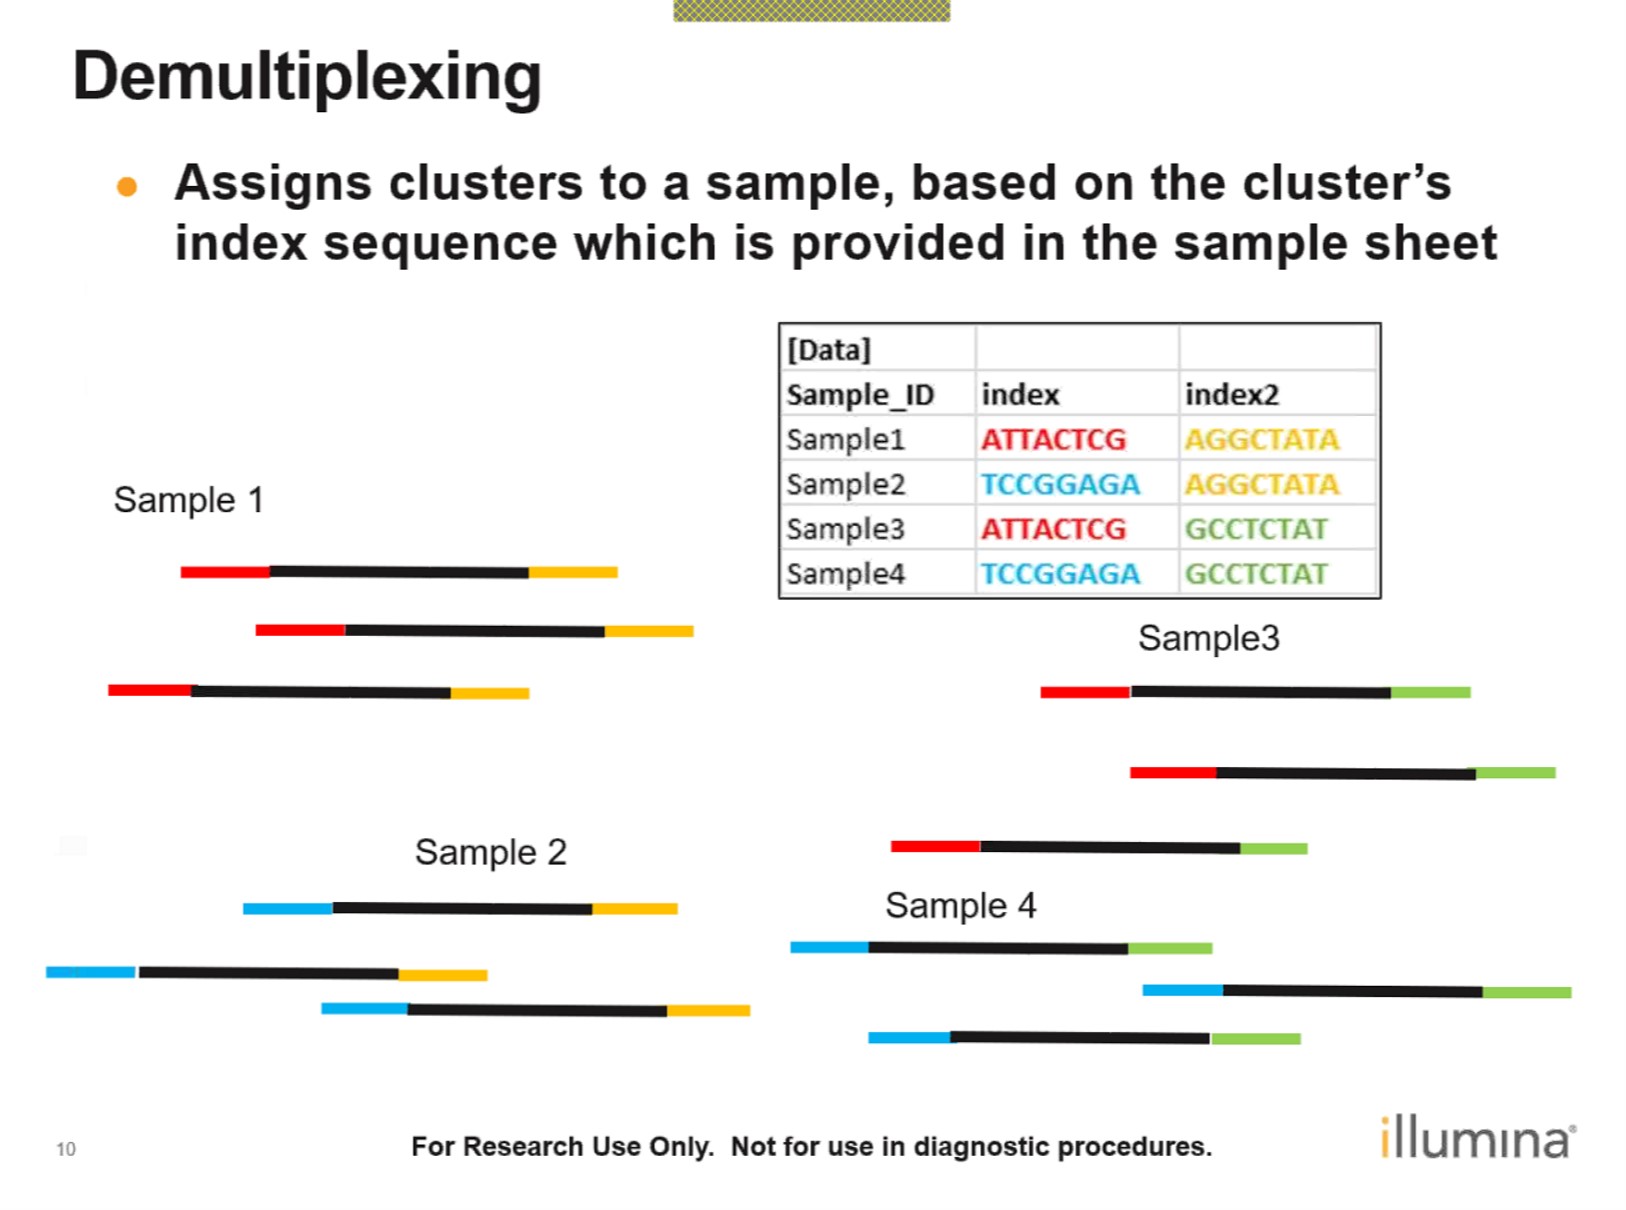 Demultiplexing
● Assigns clusters to a sample, based on the cluster’s
index sequence which is provided in the sample sheet
[Data]
Sample_ID index index2
Sample1 ATTACTCG AGGCTATA
Sample2 TCCGGAGA AGGCTATA
Sample3 ATTACTCG GCCTCTAT
Sample4 TCCGGAGA GCCTCTAT
Sample 1
Sample3
Sample 2
Sample 4
10
For Research Use Only. Not for use in diagnostic procedures.
illumina®